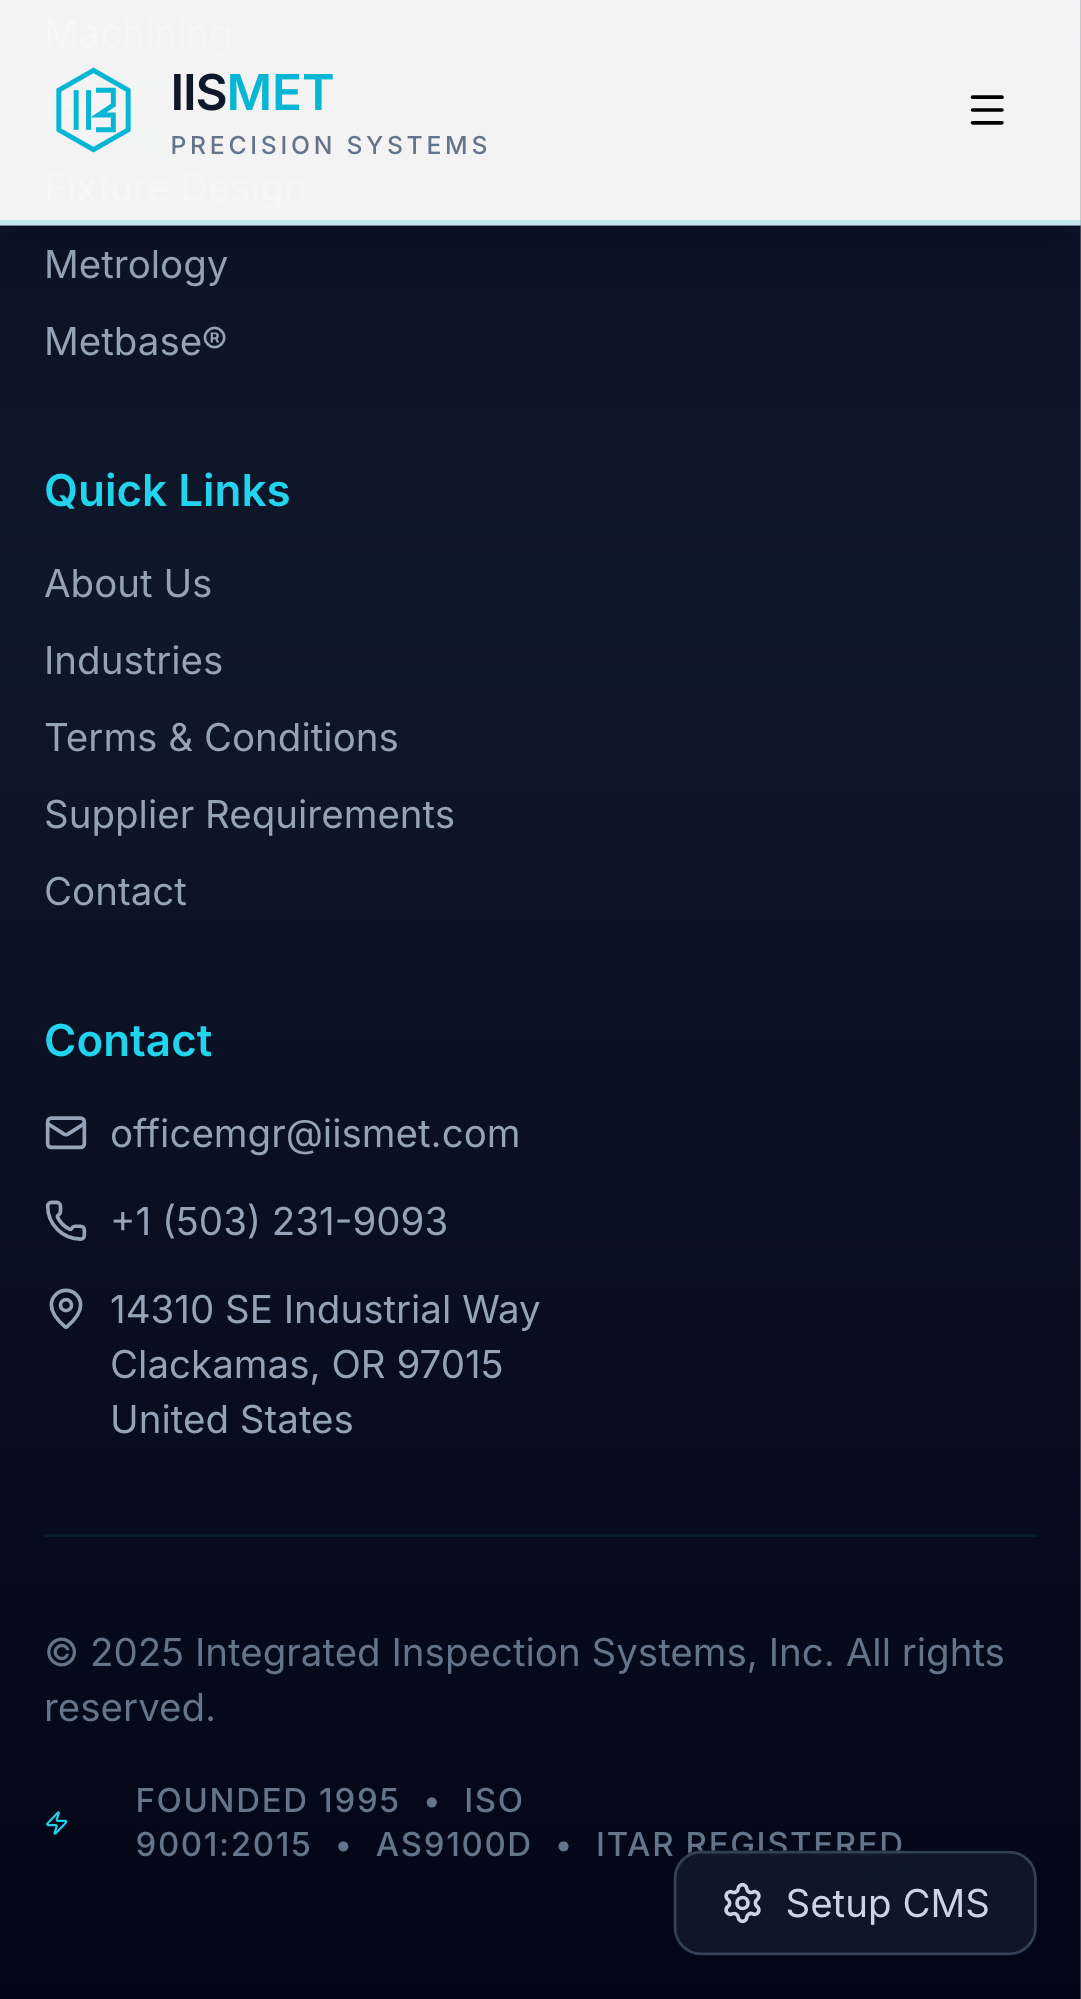 Machining
IISMET
PRECISION SYSTEMS
Fixture Design
Metrology
Metbase®
Quick Links
About Us
Industries
Terms & Conditions
Supplier Requirements
Contact
Contact
officemgr@iismet.com
+1 (503) 231-9093
14310 SE Industrial Way
Clackamas, OR 97015
United States
© 2025 Integrated Inspection Systems, Inc. All rights
reserved.
FOUNDED 1995 • ISO
9001:2015 • AS9100D • ITAR REGISTERED
Setup CMS